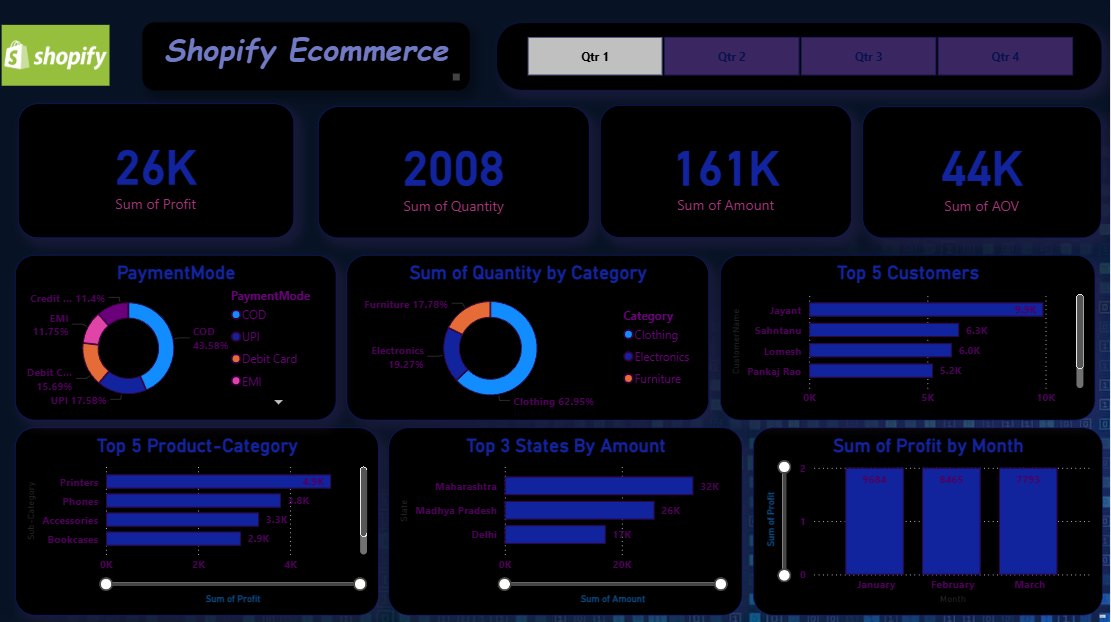 shopify
Shopify Ecommerce
Qtr 1
Qtr 2
Qtr 3
Qtr 4
26K
Sum of Profit
2008
Sum of Quantity
161K
Sum of Amount
44K
Sum of AOV
PaymentMode
Credit ... 11.4%
EMI
11.75%
Debit C...
15.69%
UPI 17.58%
COD
43.58%
PaymentMode
COD
UPI
Debit Card
EMI
Sum of Quantity by Category
Furniture 17.78%
Electronics
19.27%
Clothing 62.95%
Category
Clothing
Electronics
Furniture
Top 5 Customers
CustomerName
Jayant
9.9K
Sahntanu
6.3K
Lomesh
6.0K
Pankaj Rao
5.2K
0K
5K
10K
Top 5 Product-Category
Sub-Category
Printers
4.9K
Phones
3.8K
Accessories
3.3K
Bookcases
2.9K
0K
2K
4K
Sum of Profit
Top 3 States By Amount
State
Maharashtra
32K
Madhya Pradesh
26K
Delhi
17K
0K
20K
Sum of Amount
Sum of Profit by Month
Sum of Profit
2
1
0
9684
8465
January
February
March
Month